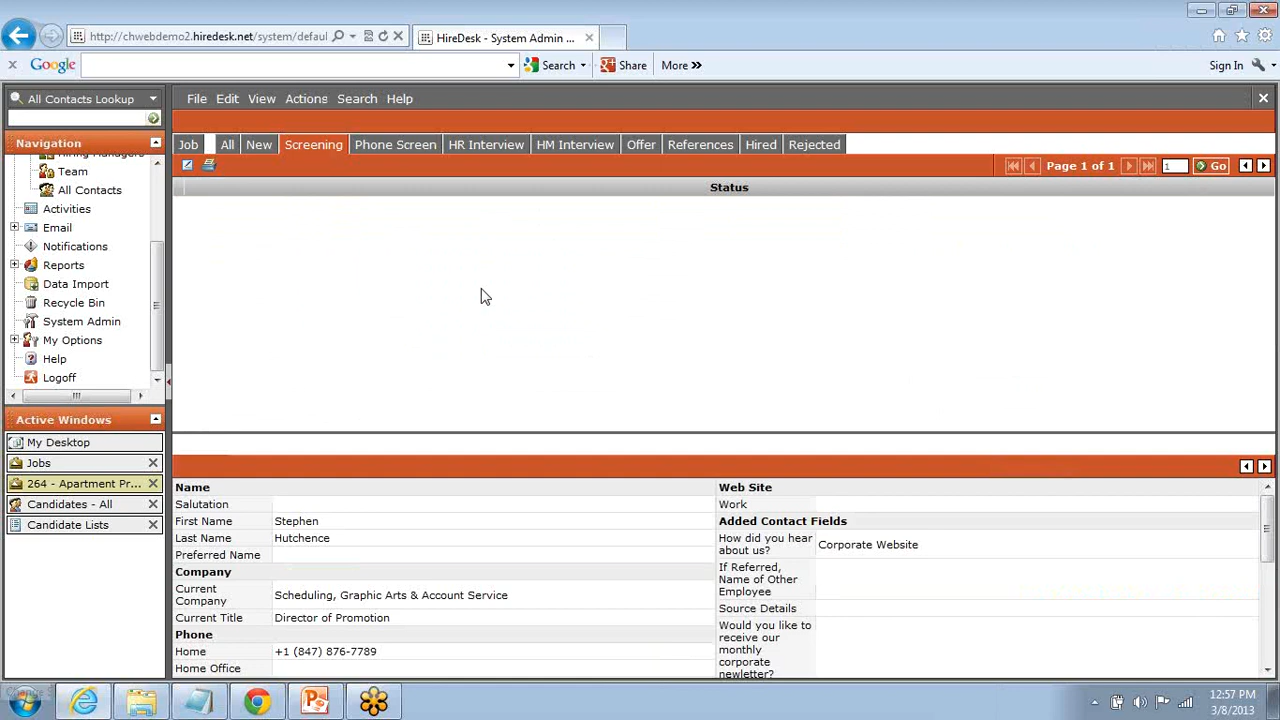 http://chwebdemo2.hiredesk.net/system/defaul
HireDesk - System Admin ...
Google
Search
Share
More »
Sign In
All Contacts Lookup
File Edit View Actions Search Help
Navigation
Job All New Screening Phone Screen HR Interview HM Interview Offer References Hired Rejected
Hiring Managers
Page 1 of 1
1
Go
Team
Status
All Contacts
Activities
Email
Notifications
Reports
Data Import
Recycle Bin
System Admin
My Options
Help
Logoff
Active Windows
My Desktop
Jobs
264 - Apartment Pr...
Candidates - All
Candidate Lists
Name
Salutation
First Name Stephen
Last Name Hutchence
Preferred Name
Company
Current Company Scheduling, Graphic Arts & Account Service
Current Title Director of Promotion
Phone
Home +1 (847) 876-7789
Home Office
Web Site
Work
Added Contact Fields
How did you hear about us? Corporate Website
If Referred, Name of Other Employee
Source Details
Would you like to receive our monthly corporate newletter?
12:57 PM
3/8/2013